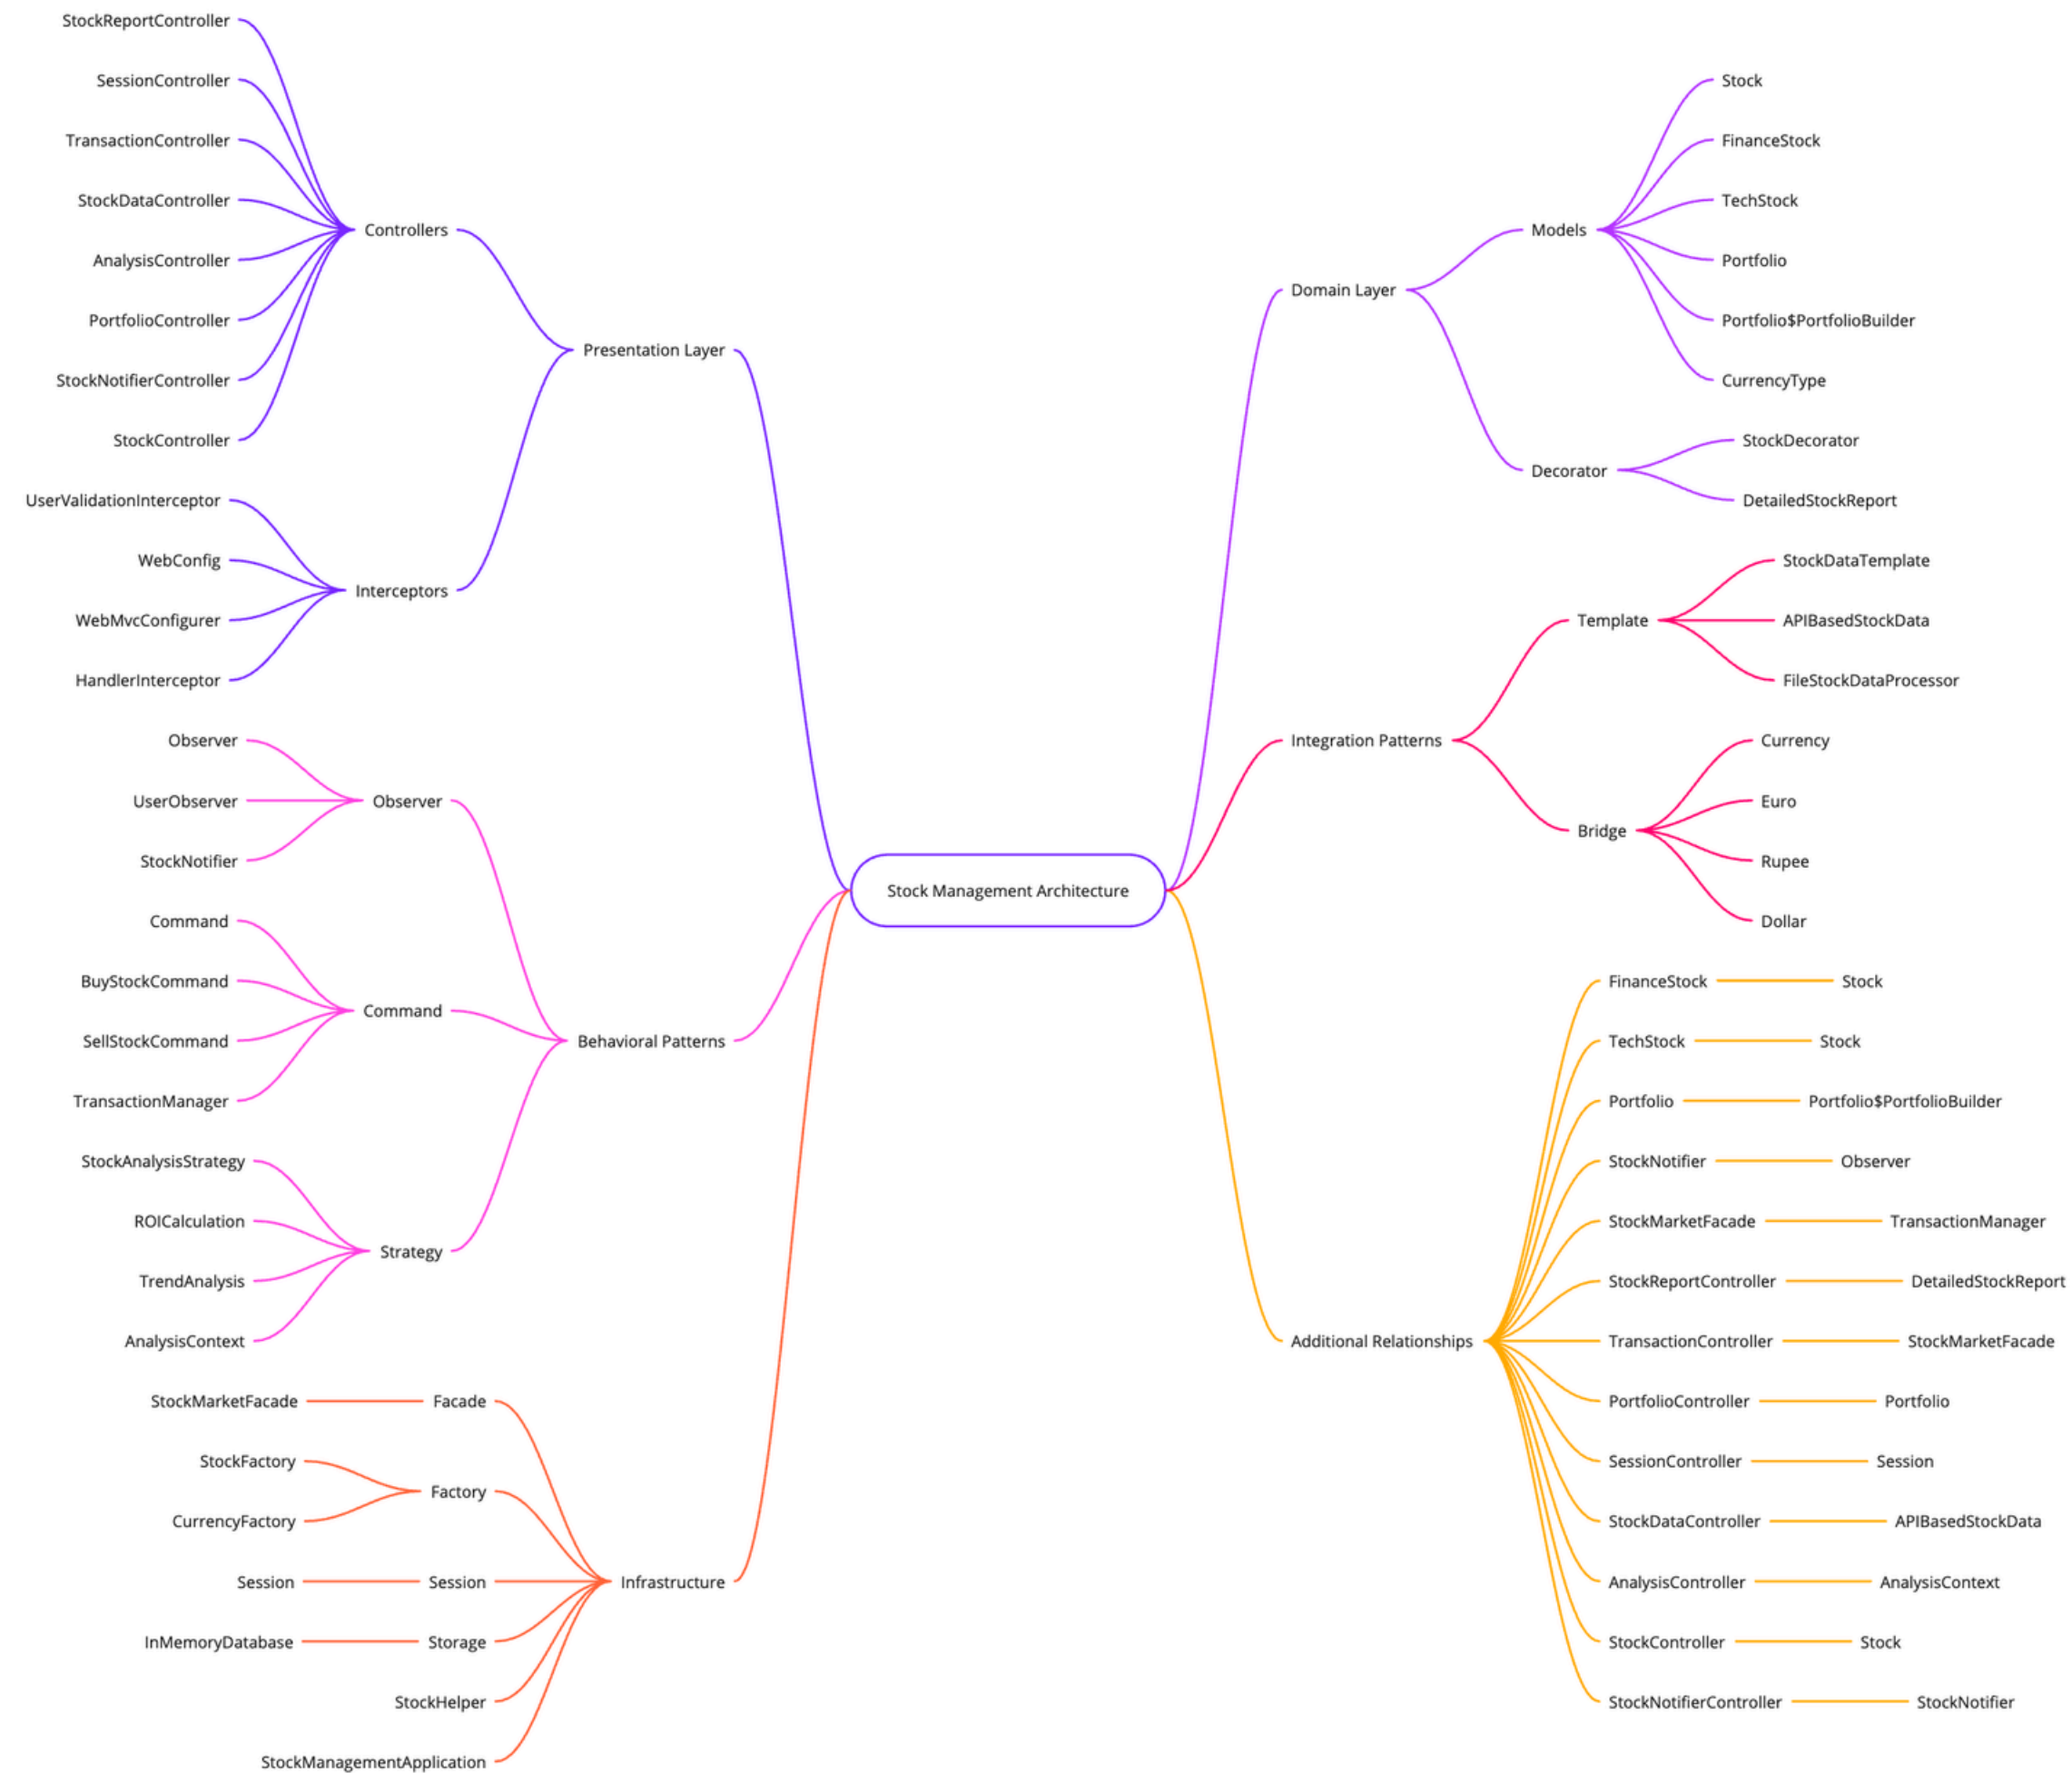 Stock Management Architecture
Presentation Layer
Controllers
StockReportController
SessionController
TransactionController
StockDataController
AnalysisController
PortfolioController
StockNotifierController
StockController
Interceptors
UserValidationInterceptor
WebConfig
WebMvcConfigurer
HandlerInterceptor
Behavioral Patterns
Observer
Observer
UserObserver
StockNotifier
Command
Command
BuyStockCommand
SellStockCommand
TransactionManager
Strategy
StockAnalysisStrategy
ROICalculation
TrendAnalysis
AnalysisContext
Infrastructure
Facade
StockMarketFacade
Factory
StockFactory
CurrencyFactory
Session
Session
Storage
InMemoryDatabase
StockHelper
StockManagementApplication
Domain Layer
Models
Stock
FinanceStock
TechStock
Portfolio
Portfolio$PortfolioBuilder
CurrencyType
Decorator
StockDecorator
DetailedStockReport
Integration Patterns
Template
StockDataTemplate
APIBasedStockData
FileStockDataProcessor
Bridge
Currency
Euro
Rupee
Dollar
Additional Relationships
FinanceStock
Stock
TechStock
Stock
Portfolio
Portfolio$PortfolioBuilder
StockNotifier
Observer
StockMarketFacade
TransactionManager
StockReportController
DetailedStockReport
TransactionController
StockMarketFacade
PortfolioController
Portfolio
SessionController
Session
StockDataController
APIBasedStockData
AnalysisController
AnalysisContext
StockController
Stock
StockNotifierController
StockNotifier